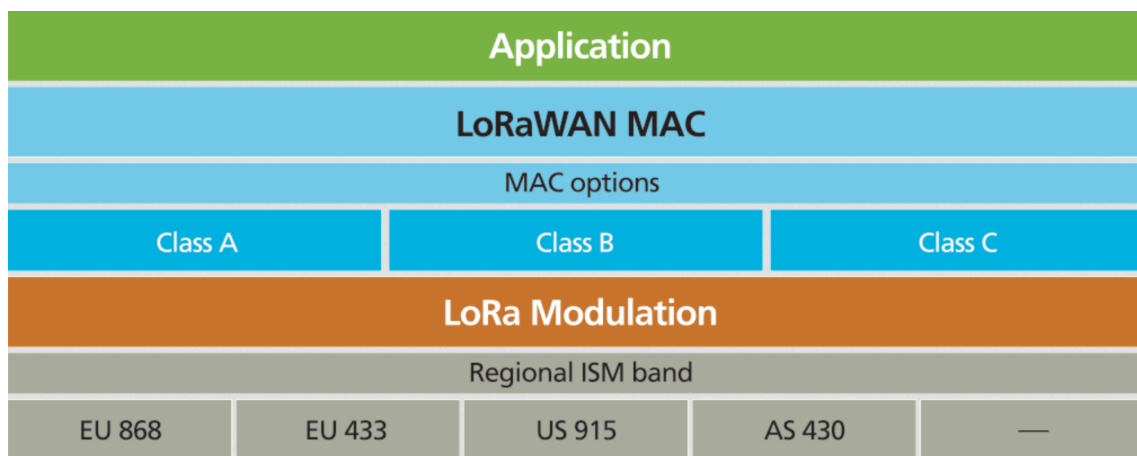 Application
LoRaWAN MAC
MAC options
Class A Class B Class C
LoRa Modulation
Regional ISM band
EU 868 EU 433 US 915 AS 430 —